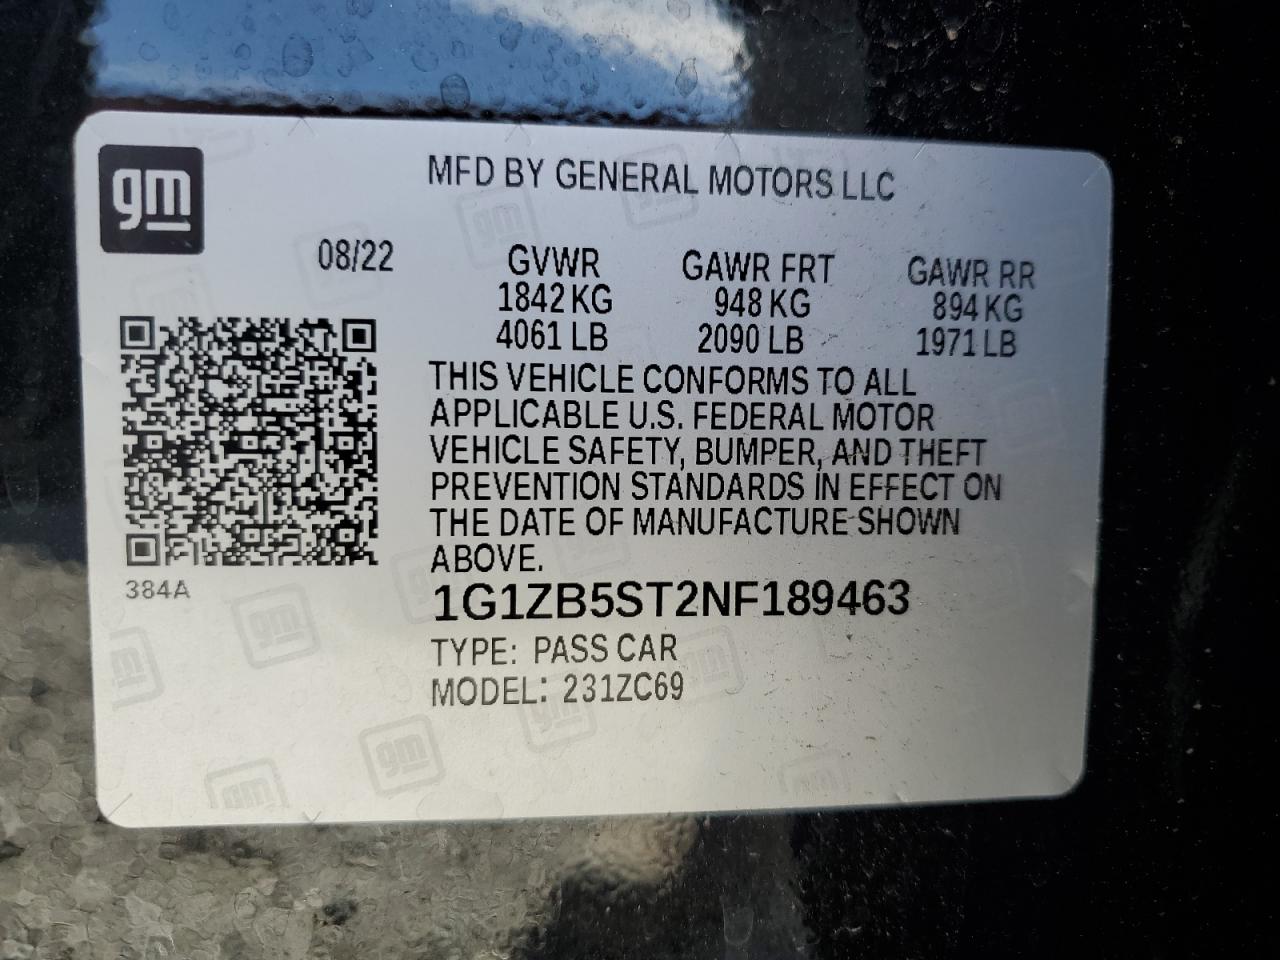 gm
MFD BY GENERAL MOTORS LLC
08/22
GVWR GAWR FRT GAWR RR
1842 KG 948 KG 894 KG
4061 LB 2090 LB 1971 LB
THIS VEHICLE CONFORMS TO ALL
APPLICABLE U.S. FEDERAL MOTOR
VEHICLE SAFETY, BUMPER, AND THEFT
PREVENTION STANDARDS IN EFFECT ON
THE DATE OF MANUFACTURE SHOWN
ABOVE.
384A
1G1ZB5ST2NF189463
TYPE: PASS CAR
MODEL: 231ZC69